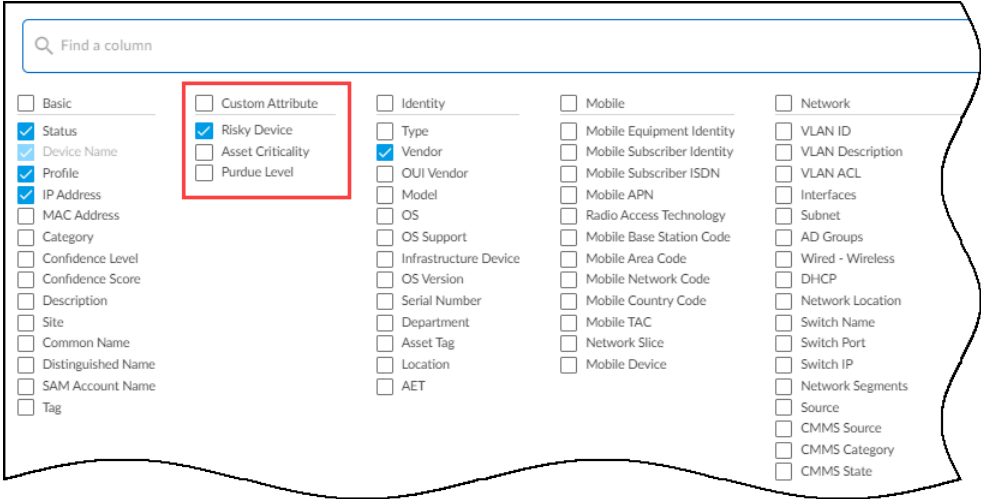 Find a column
Basic
Status
Device Name
Profile
IP Address
MAC Address
Category
Confidence Level
Confidence Score
Description
Site
Common Name
Distinguished Name
SAM Account Name
Tag
Custom Attribute
Risky Device
Asset Criticality
Purdue Level
Identity
Type
Vendor
OUI Vendor
Model
OS
OS Support
Infrastructure Device
OS Version
Serial Number
Department
Asset Tag
Location
AET
Mobile
Mobile Equipment Identity
Mobile Subscriber Identity
Mobile Subscriber ISDN
Mobile APN
Radio Access Technology
Mobile Base Station Code
Mobile Area Code
Mobile Network Code
Mobile Country Code
Mobile TAC
Network Slice
Mobile Device
Network
VLAN ID
VLAN Description
VLAN ACL
Interfaces
Subnet
AD Groups
Wired - Wireless
DHCP
Network Location
Switch Name
Switch Port
Switch IP
Network Segments
Source
CMMS Source
CMMS Category
CMMS State